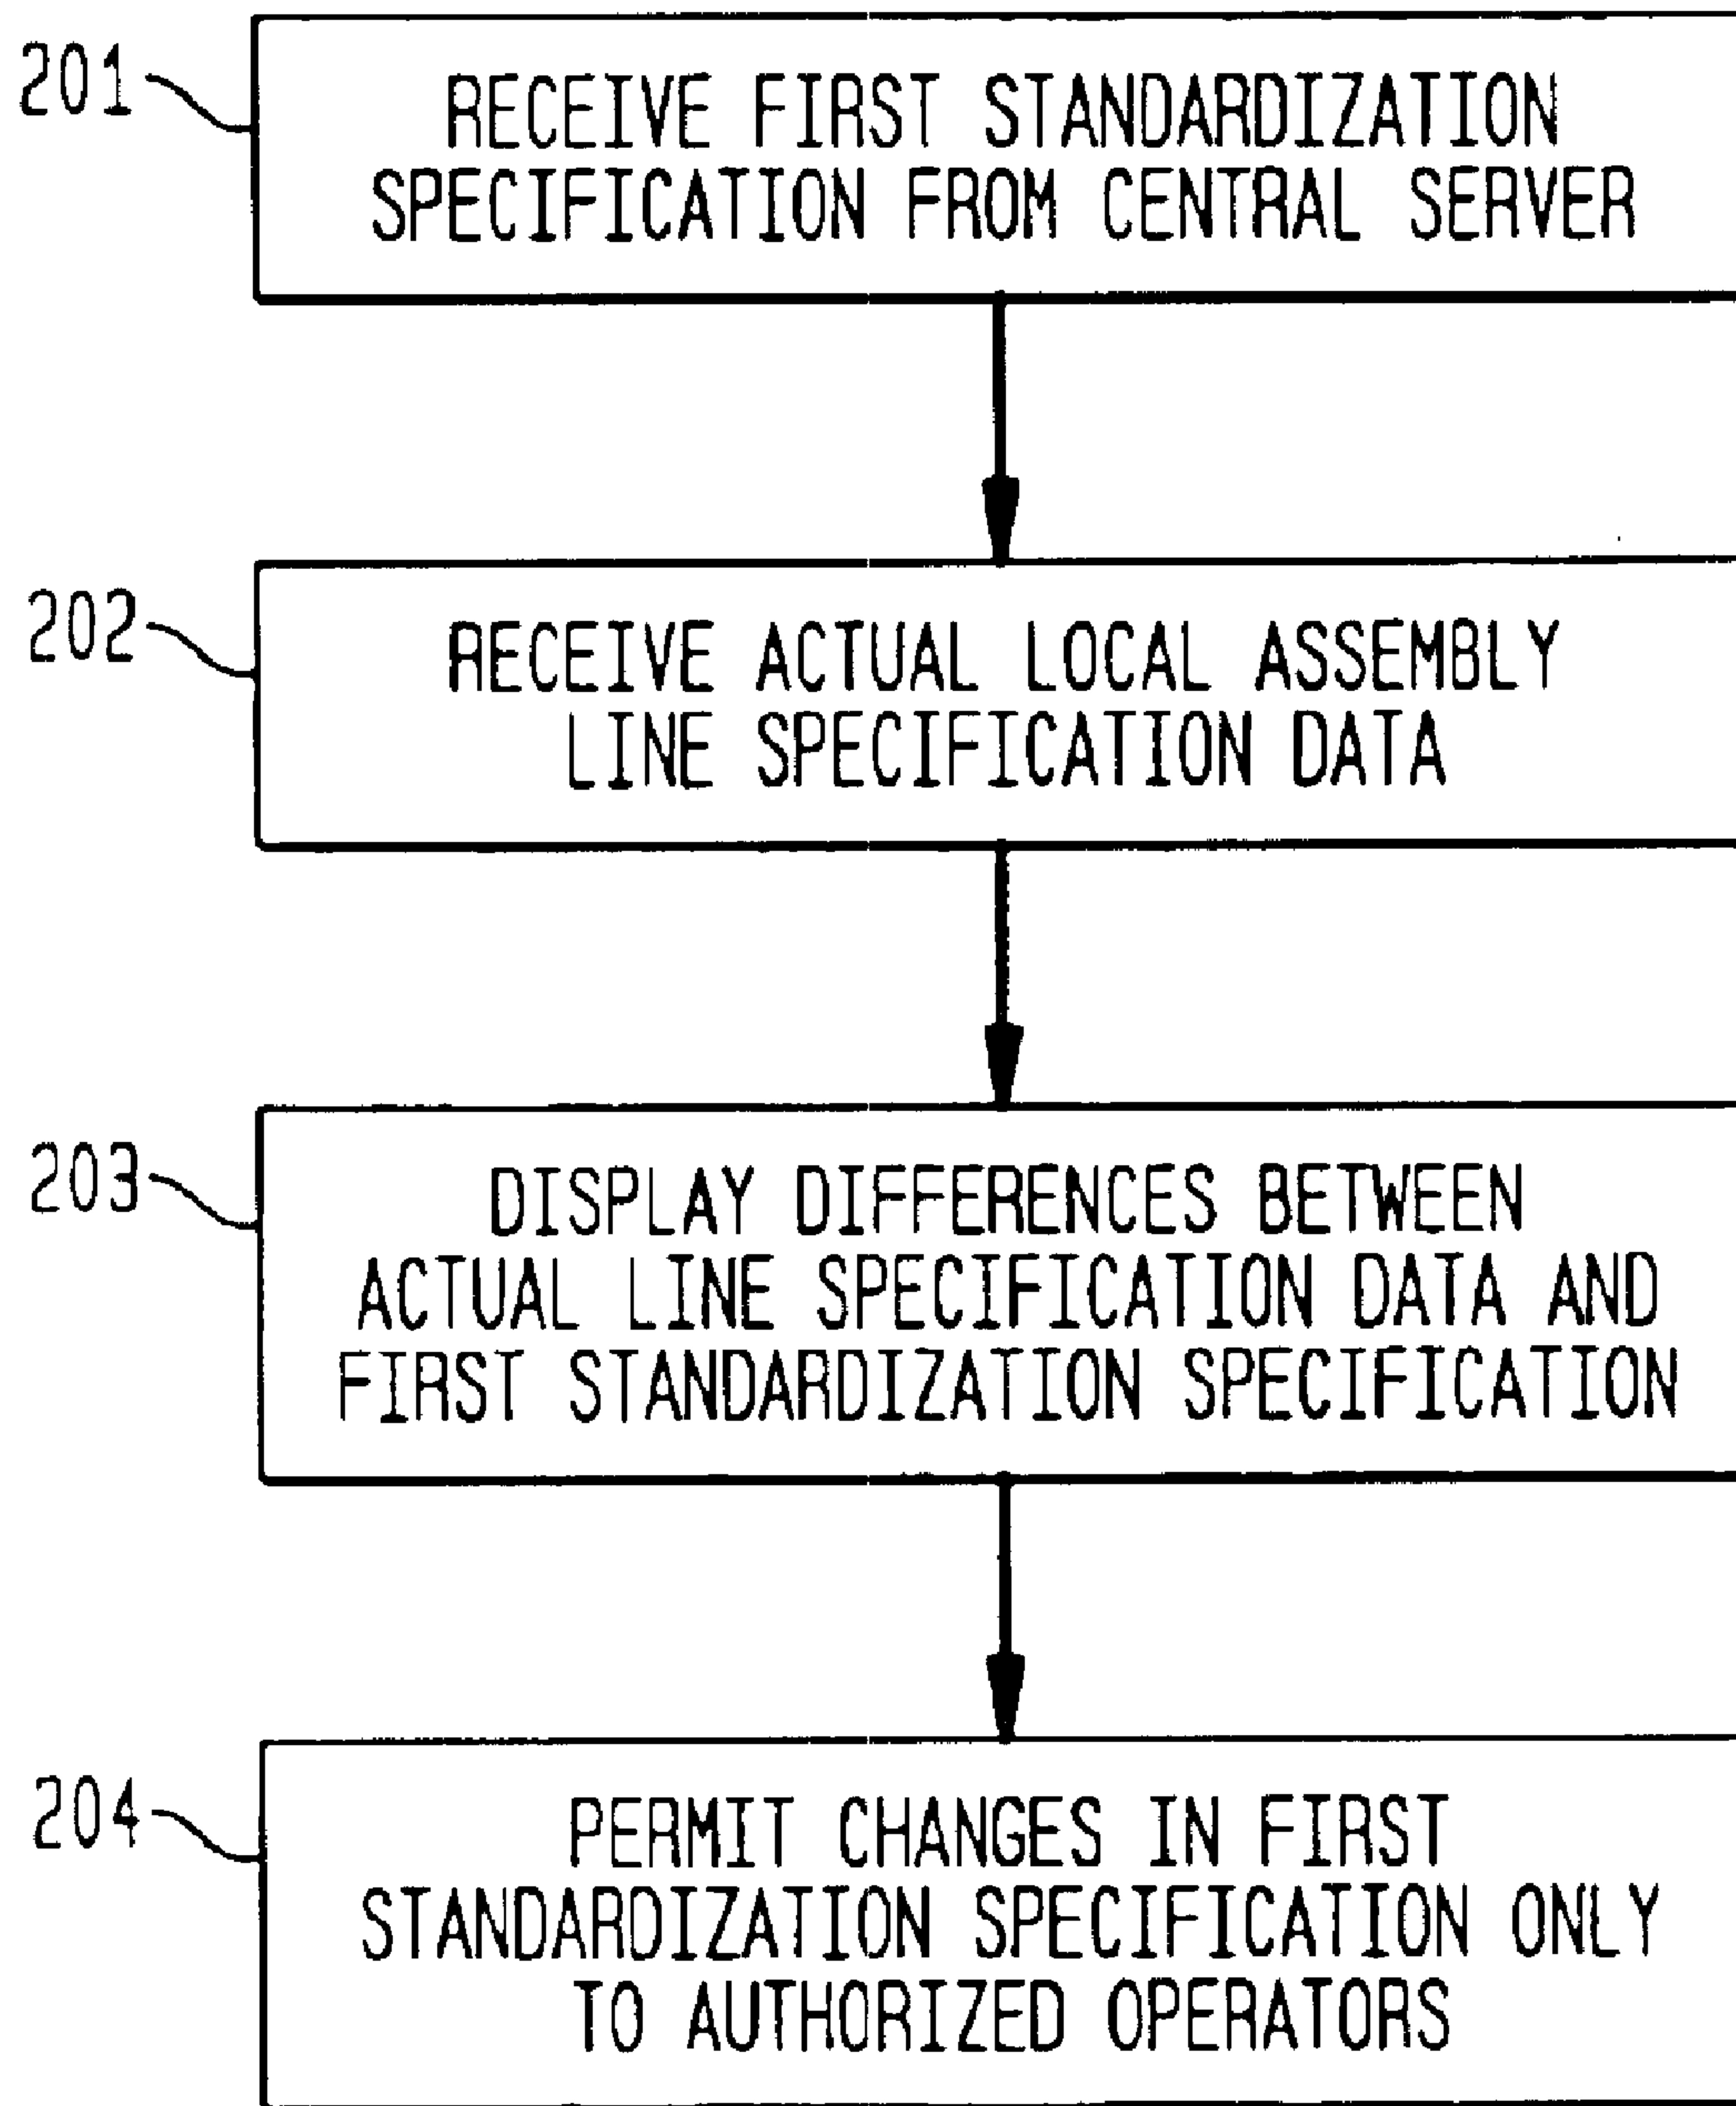 201
RECEIVE FIRST STANDARDIZATION
SPECIFICATION FROM CENTRAL SERVER
202
RECEIVE ACTUAL LOCAL ASSEMBLY
LINE SPECIFICATION DATA
203
DISPLAY DIFFERENCES BETWEEN
ACTUAL LINE SPECIFICATION DATA AND
FIRST STANDARDIZATION SPECIFICATION
204
PERMIT CHANGES IN FIRST
STANDARDIZATION SPECIFICATION ONLY
TO AUTHORIZED OPERATORS